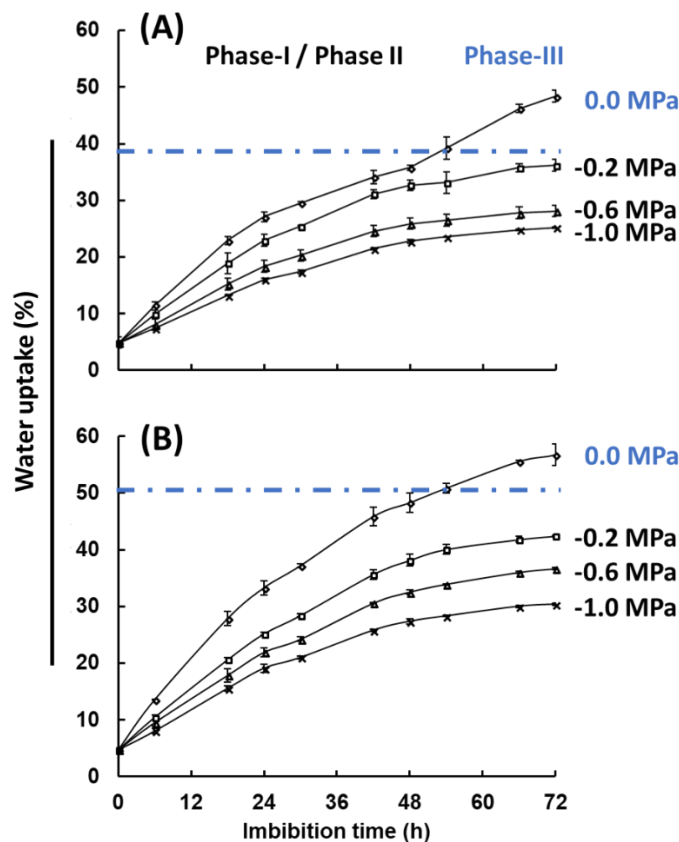 (A)
Phase-I / Phase II
Phase-III
60
50
40
30
20
10
0
0.0 MPa
-0.2 MPa
-0.6 MPa
-1.0 MPa
Water uptake (%)
(B)
60
50
40
30
20
10
0
0.0 MPa
-0.2 MPa
-0.6 MPa
-1.0 MPa
0 12 24 36 48 60 72
Imbibition time (h)